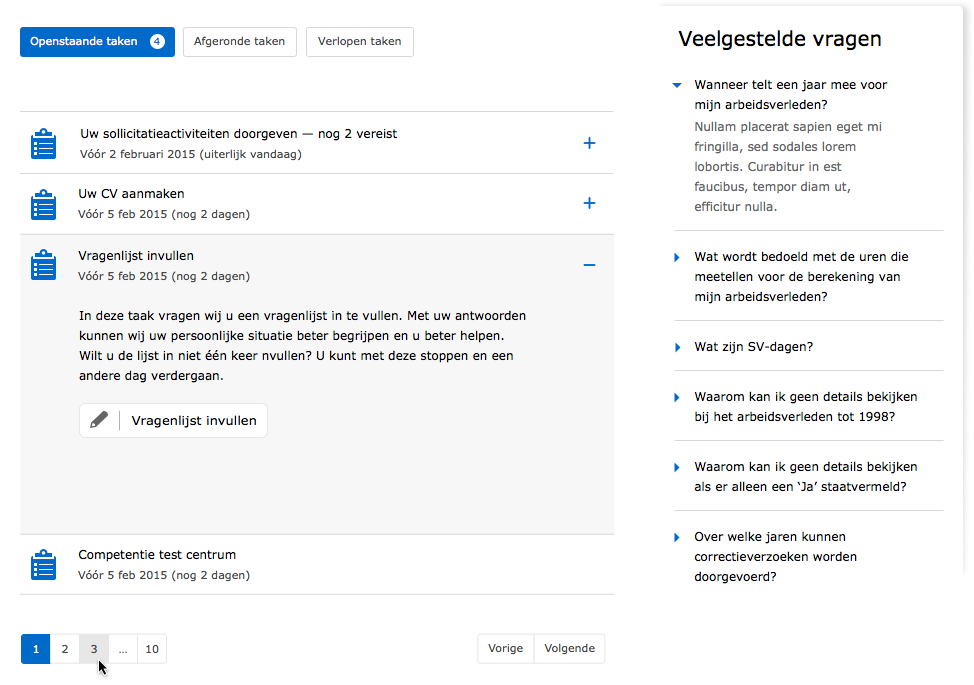 Openstaande taken 4
Afgeronde taken
Verlopen taken
Uw sollicitatieactiviteiten doorgeven — nog 2 vereist
Vóór 2 februari 2015 (uiterlijk vandaag)
Uw CV aanmaken
Vóór 5 feb 2015 (nog 2 dagen)
Vragenlijst invullen
Vóór 5 feb 2015 (nog 2 dagen)
In deze taak vragen wij u een vragenlijst in te vullen. Met uw antwoorden
kunnen wij uw persoonlijke situatie beter begrijpen en u beter helpen.
Wilt u de lijst in niet één keer nvullen? U kunt met deze stoppen en een
andere dag verdergaan.
Vragenlijst invullen
Competentie test centrum
Vóór 5 feb 2015 (nog 2 dagen)
1 2 3 ... 10
Vorige Volgende
Veelgestelde vragen
Wanneer telt een jaar mee voor
mijn arbeidsverleden?
Nullam placerat sapien eget mi
fringilla, sed sodales lorem
lobortis. Curabitur in est
faucibus, tempor diam ut,
efficitur nulla.
Wat wordt bedoeld met de uren die
meetellen voor de berekening van
mijn arbeidsverleden?
Wat zijn SV-dagen?
Waarom kan ik geen details bekijken
bij het arbeidsverleden tot 1998?
Waarom kan ik geen details bekijken
als er alleen een ‘Ja’ staatvermeld?
Over welke jaren kunnen
correctieverzoeken worden
doorgevoerd?